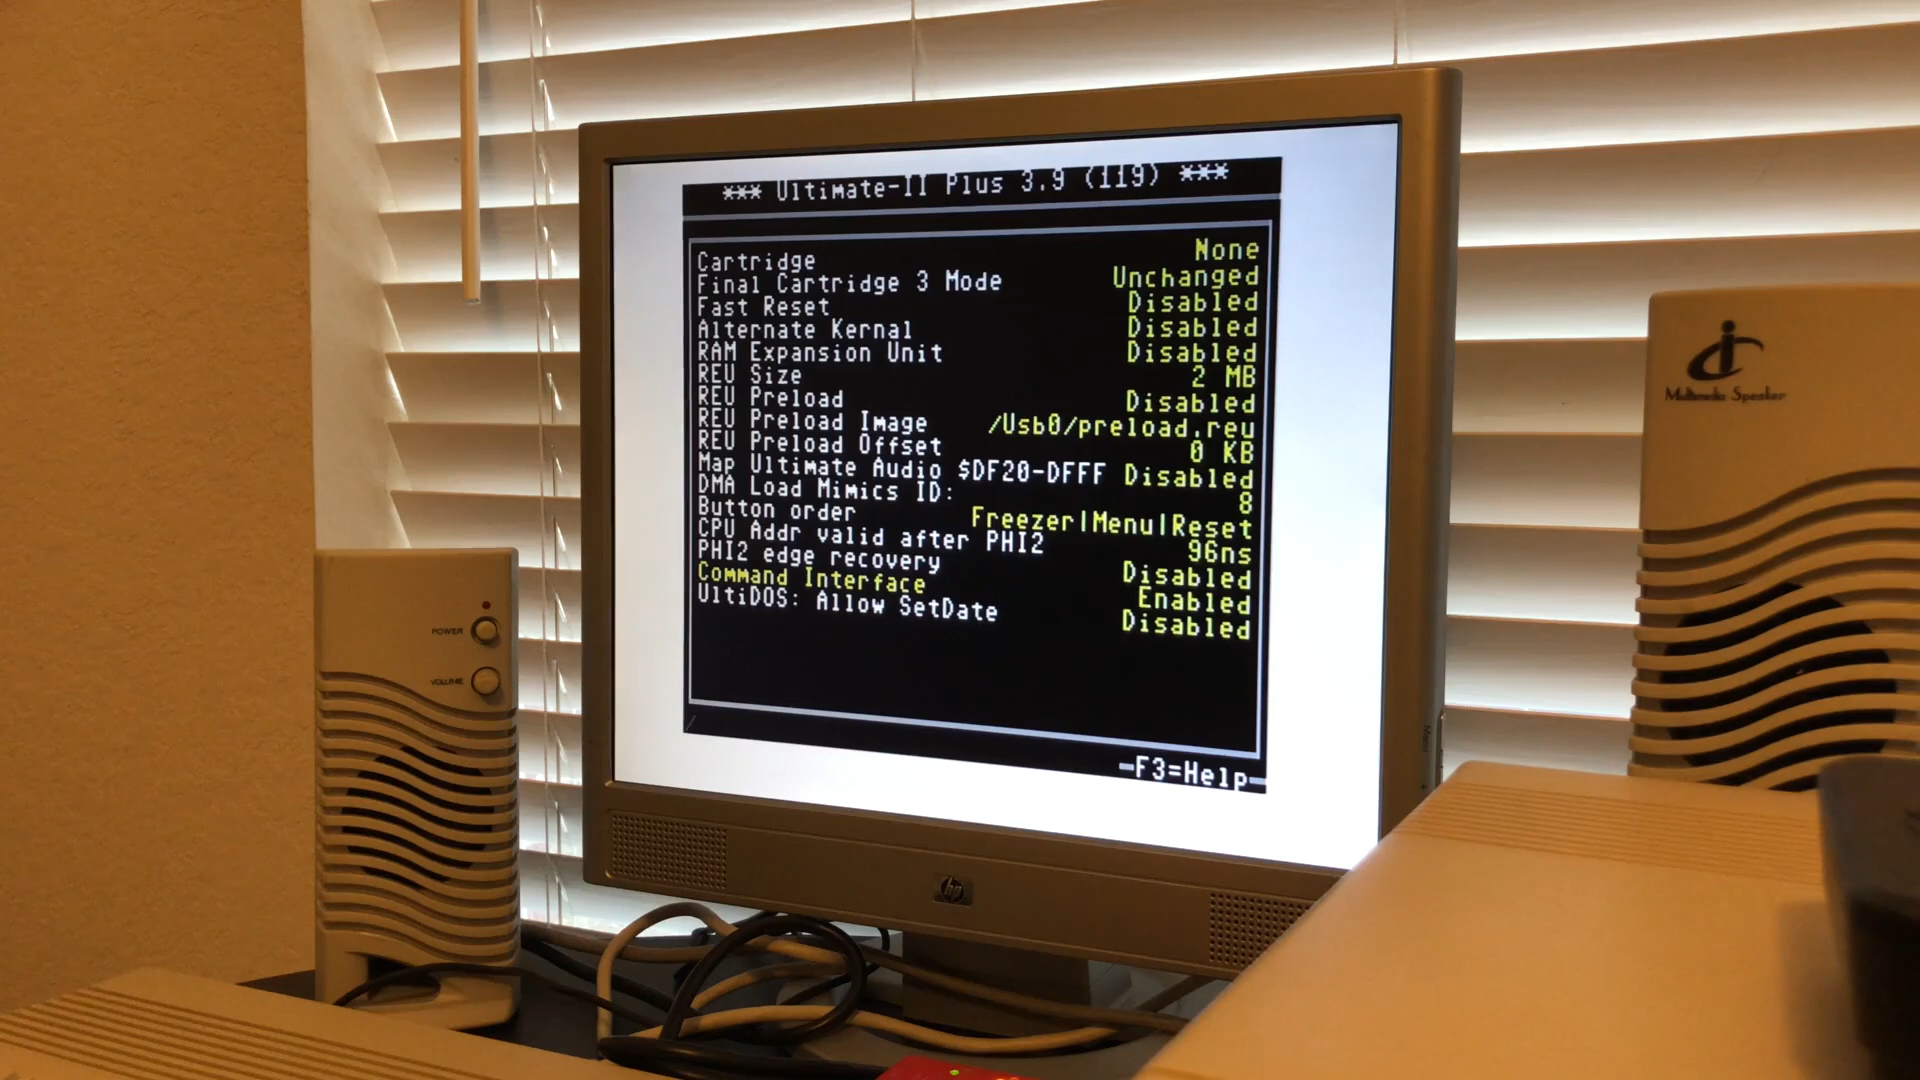 *** Ultimate-II Plus 3.9 (119) ***
Cartridge None
Final Cartridge 3 Mode Unchanged
Fast Reset Disabled
Alternate Kernal Disabled
RAM Expansion Unit Disabled
REU Size 2 MB
REU Preload Disabled
REU Preload Image /Usb0/preload.reu
REU Preload Offset 0 KB
Map Ultimate Audio $DF20-DFFF Disabled
DMA Load Mimics ID: 8
Button order Freezer|Menu|Reset
CPU Addr valid after PHI2 96ns
PHI2 edge recovery Disabled
Command Interface Enabled
UltiDOS: Allow SetDate Disabled
/
-F3=Help-
POWER
VOLUME
hp
Multimedia Speaker